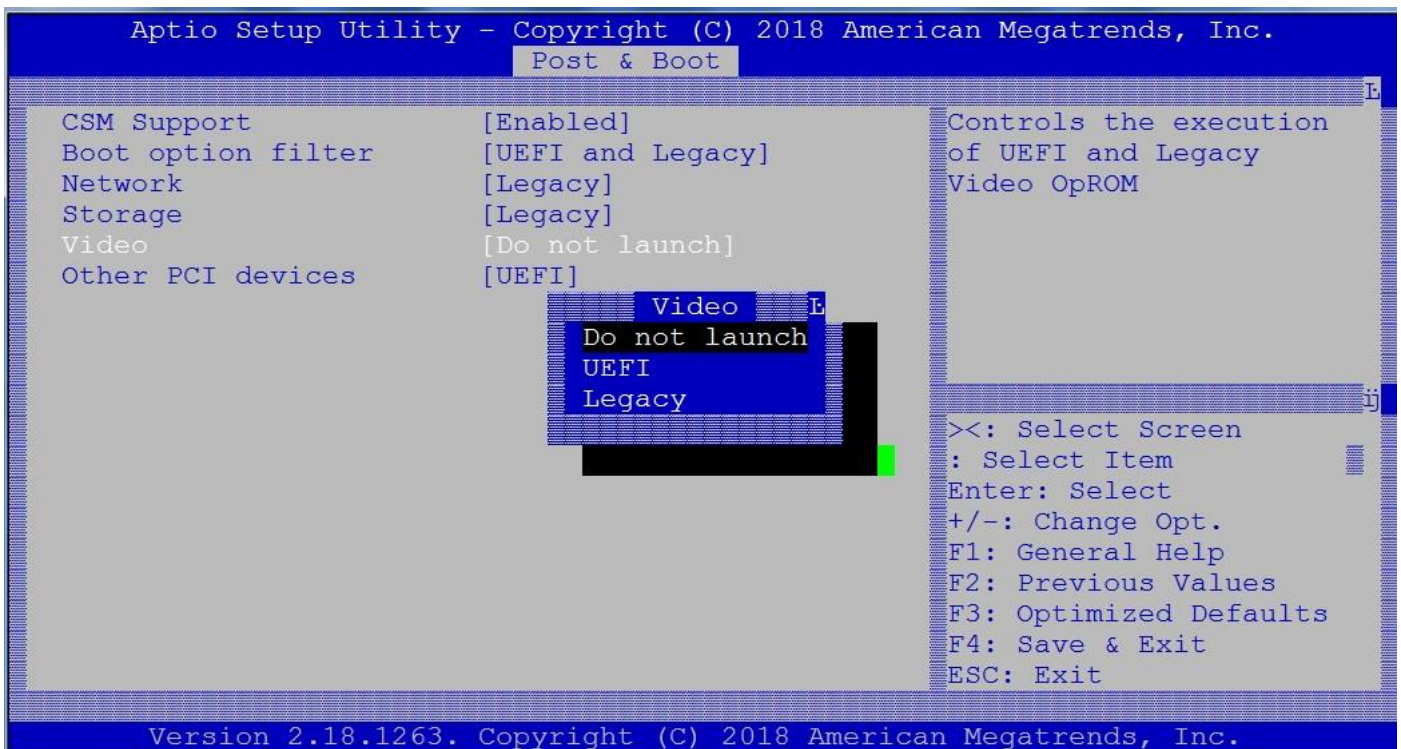 Aptio Setup Utility - Copyright (C) 2018 American Megatrends, Inc.
Post & Boot
CSM Support [Enabled]
Boot option filter [UEFI and Legacy]
Network [Legacy]
Storage [Legacy]
Video [Do not launch]
Other PCI devices [UEFI]
Controls the execution
of UEFI and Legacy
Video OpROM
Video
Do not launch
UEFI
Legacy
><: Select Screen
: Select Item
Enter: Select
+/-: Change Opt.
F1: General Help
F2: Previous Values
F3: Optimized Defaults
F4: Save & Exit
ESC: Exit
Version 2.18.1263. Copyright (C) 2018 American Megatrends, Inc.